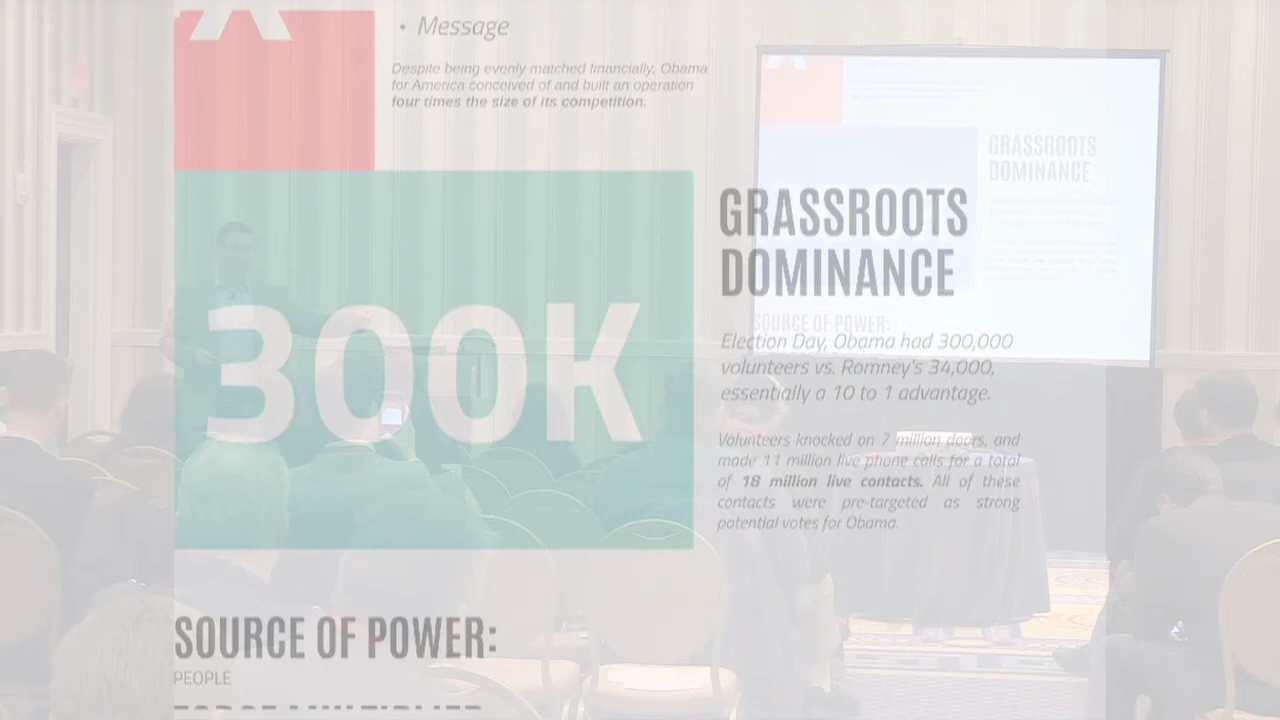 • Message
Despite being evenly matched financially, Obama
for America conceived of and built an operation
four times the size of its competition.
GRASSROOTS
DOMINANCE
300K
Election Day, Obama had 300,000
volunteers vs. Romney's 34,000,
essentially a 10 to 1 advantage.
Volunteers knocked on 7 million doors, and
made 11 million live phone calls for a total
of 18 million live contacts. All of these
contacts were pre-targeted as strong
potential votes for Obama.
SOURCE OF POWER:
PEOPLE
GRASSROOTS
DOMINANCE
SOURCE OF POWER: